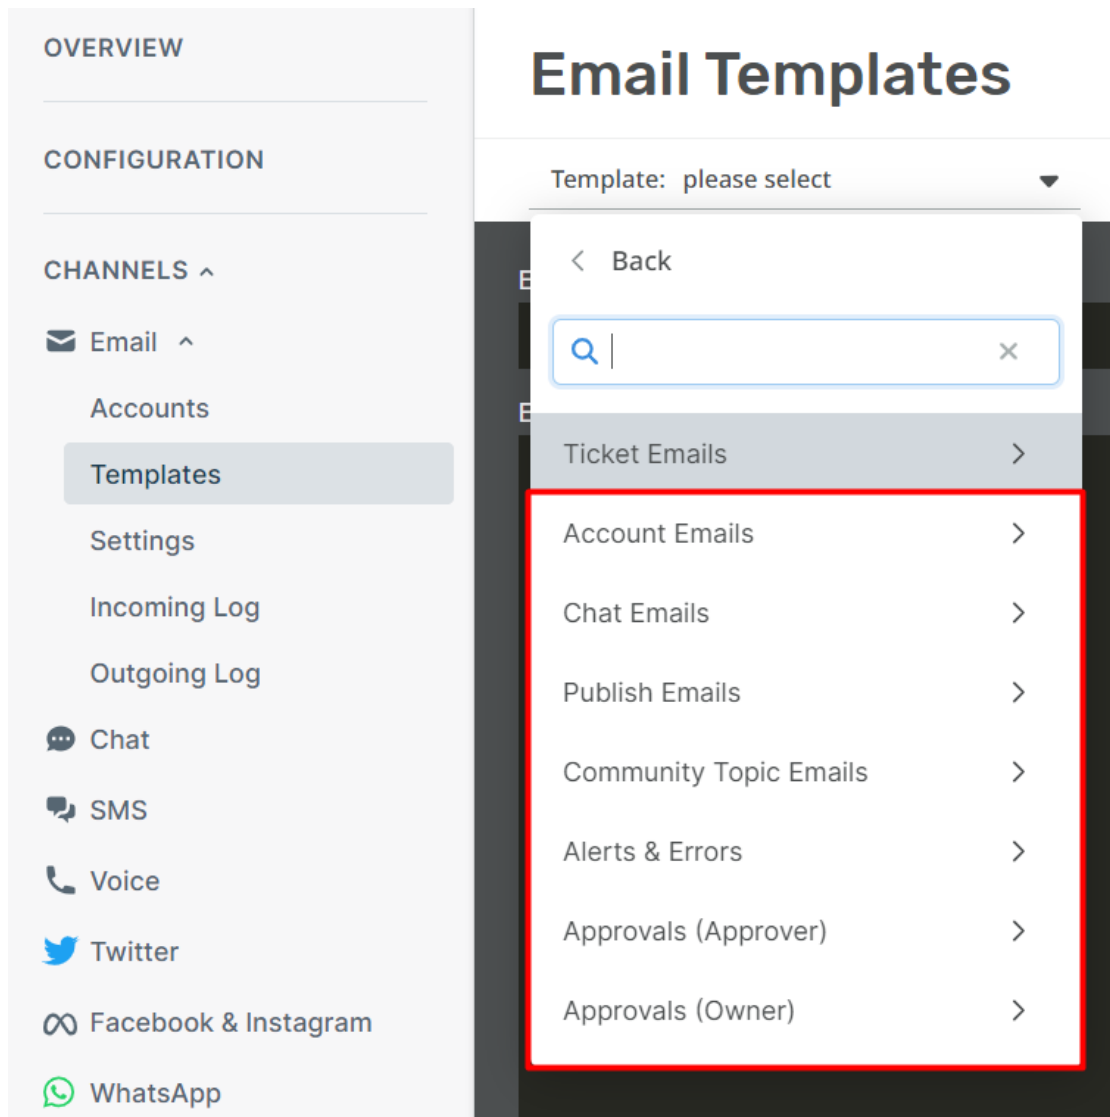 OVERVIEW
CONFIGURATION
CHANNELS
Email
Accounts
Templates
Settings
Incoming Log
Outgoing Log
Chat
SMS
Voice
Twitter
Facebook & Instagram
WhatsApp
Email Templates
Template: please select
Back
Ticket Emails
Account Emails
Chat Emails
Publish Emails
Community Topic Emails
Alerts & Errors
Approvals (Approver)
Approvals (Owner)